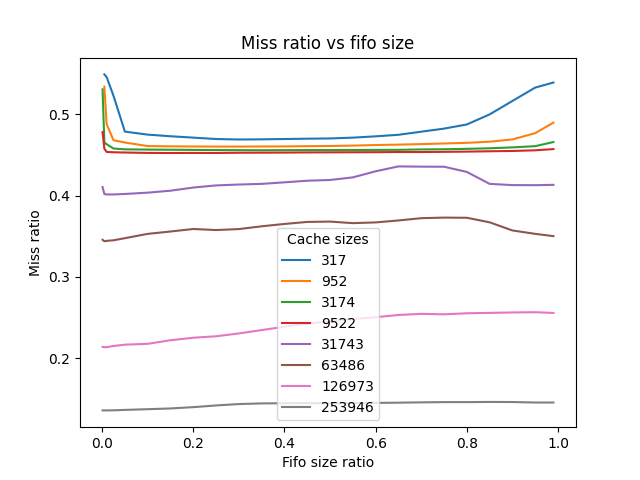 Miss ratio vs fifo size
Miss ratio
0.5
0.4
0.3
0.2
Cache sizes
317
952
3174
9522
31743
63486
126973
253946
0.0 0.2 0.4 0.6 0.8 1.0
Fifo size ratio